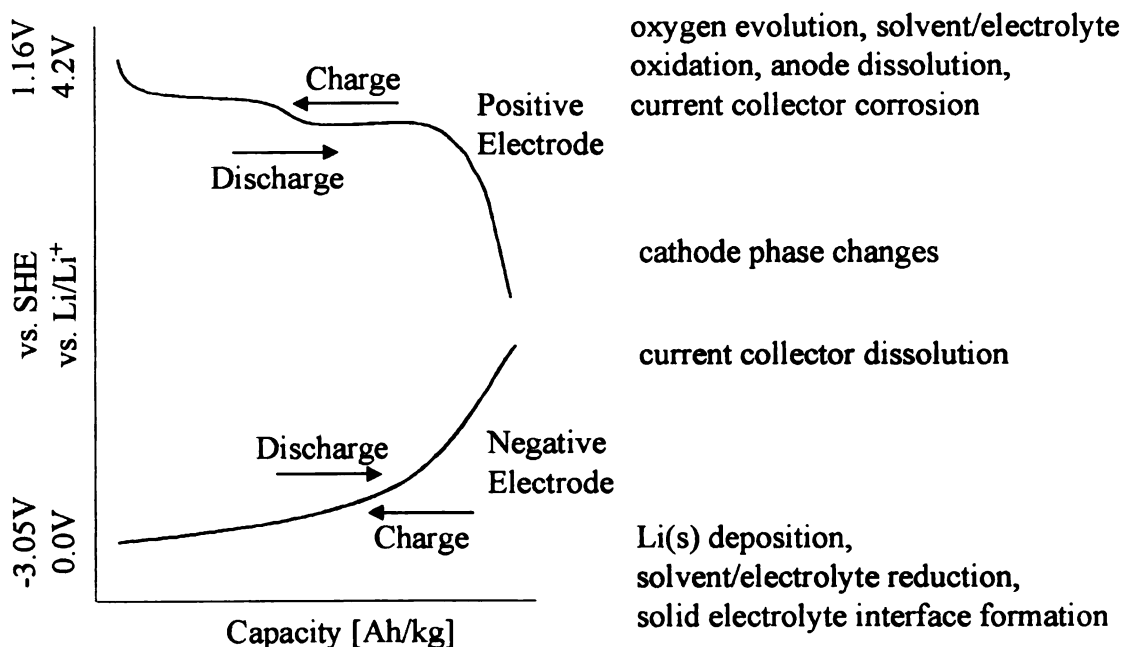 1.16V
4.2V
vs. SHE
vs. Li/Li⁺
-3.05V
0.0V
Charge
Discharge
Positive
Electrode
Discharge
Charge
Negative
Electrode
Capacity [Ah/kg]
oxygen evolution, solvent/electrolyte
oxidation, anode dissolution,
current collector corrosion
cathode phase changes
current collector dissolution
Li(s) deposition,
solvent/electrolyte reduction,
solid electrolyte interface formation